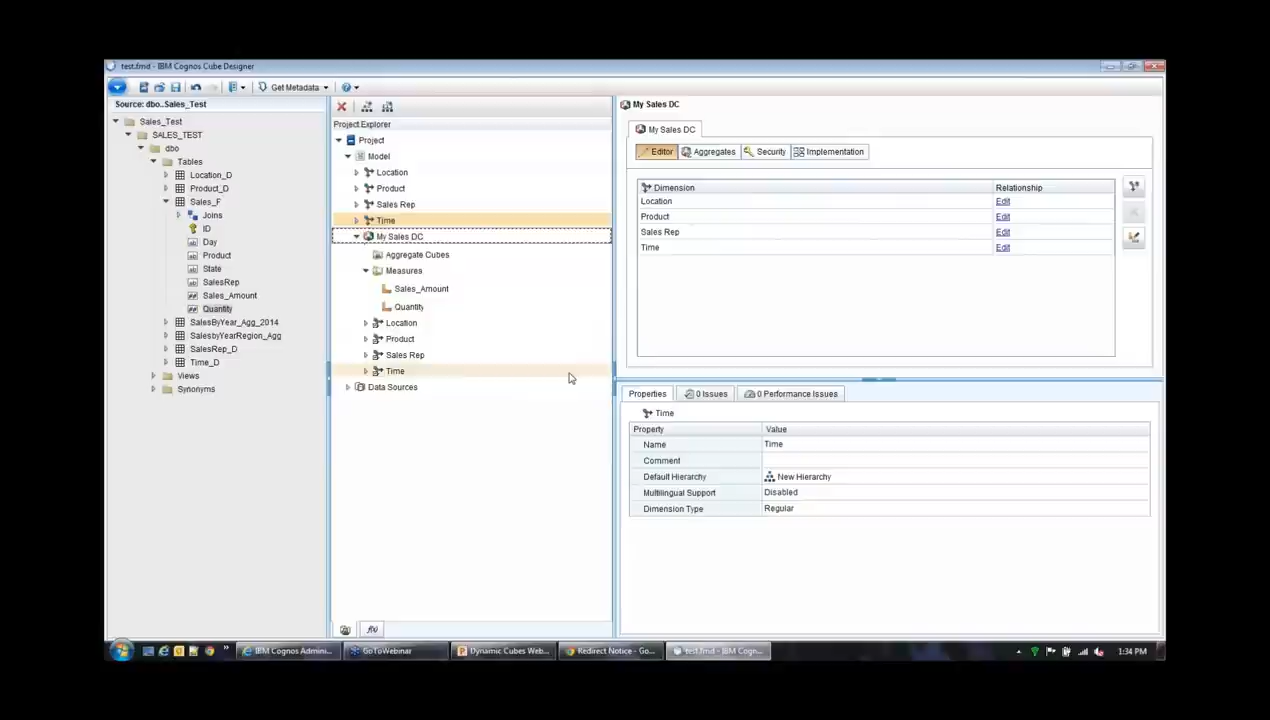 test.fmd - IBM Cognos Cube Designer
Get Metadata
Source: dbo..Sales_Test
Sales_Test
SALES_TEST
dbo
Tables
Location_D
Product_D
Sales_F
Joins
ID
Day
Product
State
SalesRep
Sales_Amount
Quantity
SalesByYear_Agg_2014
SalesbyYearRegion_Agg
SalesRep_D
Time_D
Views
Synonyms
Project Explorer
Project
Model
Location
Product
Sales Rep
Time
My Sales DC
Aggregate Cubes
Measures
Sales_Amount
Quantity
Location
Product
Sales Rep
Time
Data Sources
f(x)
My Sales DC
My Sales DC
Editor Aggregates Security Implementation
Dimension Relationship
Location Edit
Product Edit
Sales Rep Edit
Time Edit
Properties 0 Issues 0 Performance Issues
Time
Property Value
Name Time
Comment
Default Hierarchy New Hierarchy
Multilingual Support Disabled
Dimension Type Regular
IBM Cognos Admini... GoToWebinar Dynamic Cubes Web... Redirect Notice - Go... test.fmd - IBM Cogn... 1:34 PM